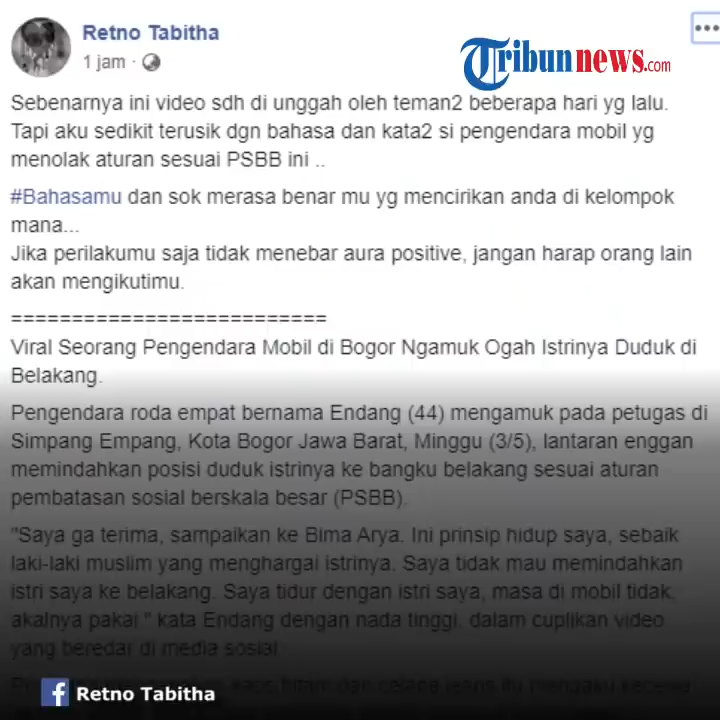 Retno Tabitha
1 jam ·
Tribunnews.com
Sebenarnya ini video sdh di unggah oleh teman2 beberapa hari yg lalu.
Tapi aku sedikit terusik dgn bahasa dan kata2 si pengendara mobil yg
menolak aturan sesuai PSBB ini ..
#Bahasamu dan sok merasa benar mu yg mencirikan anda di kelompok
mana...
Jika perilakumu saja tidak menebar aura positive, jangan harap orang lain
akan mengikutimu.
==========================
Viral Seorang Pengendara Mobil di Bogor Ngamuk Ogah Istrinya Duduk di
Belakang.
Pengendara roda empat bernama Endang (44) mengamuk pada petugas di
Simpang Empang, Kota Bogor Jawa Barat, Minggu (3/5), lantaran enggan
memindahkan posisi duduk istrinya ke bangku belakang sesuai aturan
pembatasan sosial berskala besar (PSBB).
"Saya ga terima, sampaikan ke Bima Arya. Ini prinsip hidup saya, sebaik
laki-laki muslim yang menghargai istrinya. Saya tidak mau memindahkan
istri saya ke belakang. Saya tidur dengan istri saya, masa di mobil tidak,
akalnya pakai," kata Endang dengan nada tinggi, dalam cuplikan video
yang beredar di media sosial.
Retno Tabitha